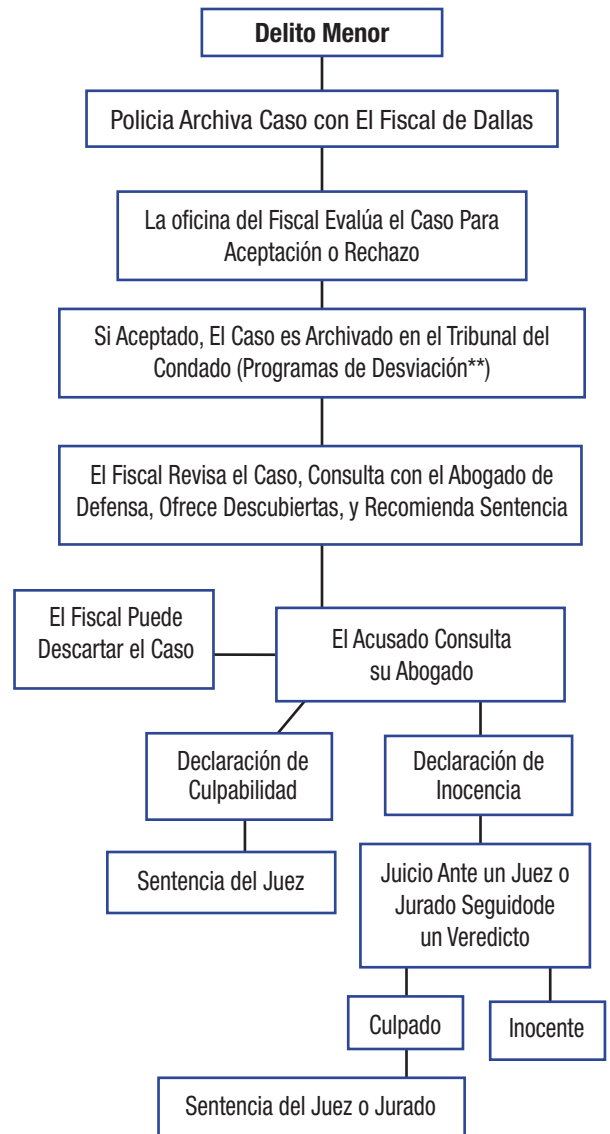 Delito Menor
Policia Archiva Caso con El Fiscal de Dallas
La oficina del Fiscal Evalúa el Caso Para
Aceptación o Rechazo
Si Aceptado, El Caso es Archivado en el Tribunal del
Condado (Programas de Desviación**)
El Fiscal Revisa el Caso, Consulta con el Abogado de
Defensa, Ofrece Descubiertas, y Recomienda Sentencia
El Fiscal Puede
Descartar el Caso
El Acusado Consulta
su Abogado
Declaración de
Culpabilidad
Declaración de
Inocencia
Sentencia del Juez
Juicio Ante un Juez o
Jurado Seguidode
un Veredicto
Culpado
Inocente
Sentencia del Juez o Jurado